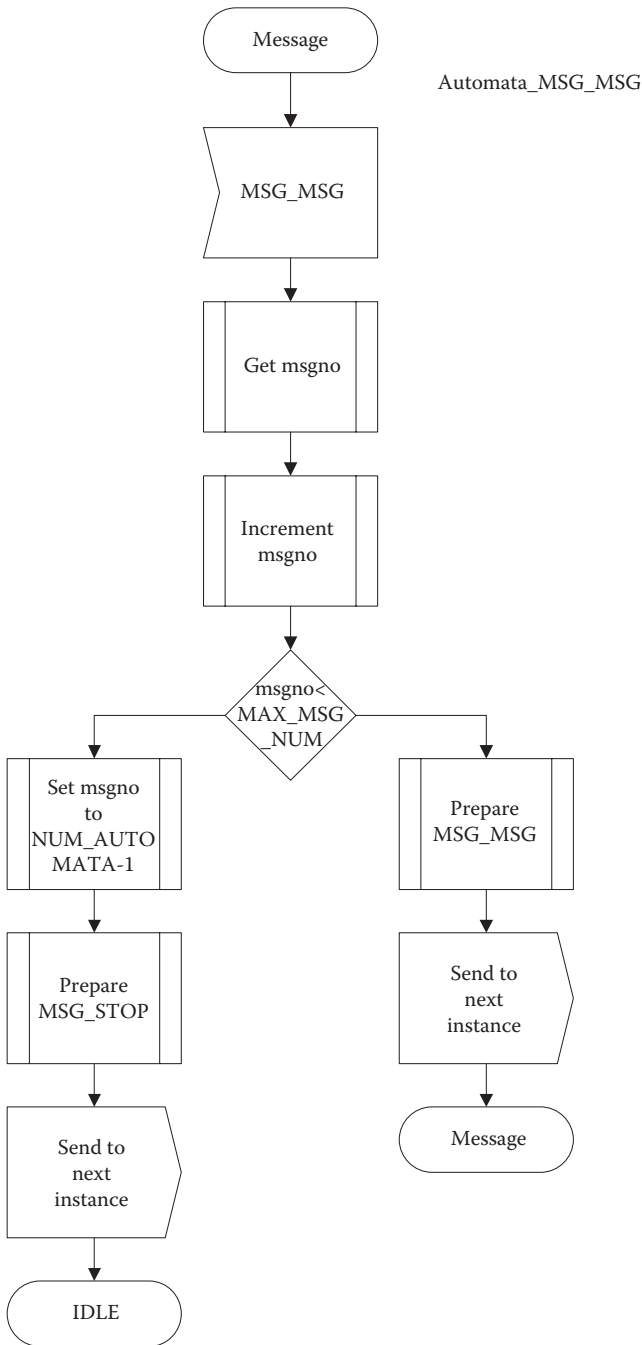 Message
Automata_MSG_MSG
MSG_MSG
Get msgno
Increment
msgno
msgno<
MAX_MSG
_NUM
Set msgno
to
NUM_AUTO
MATA-1
Prepare
MSG_MSG
Prepare
MSG_STOP
Send to
next
instance
Send to
next
instance
Message
IDLE